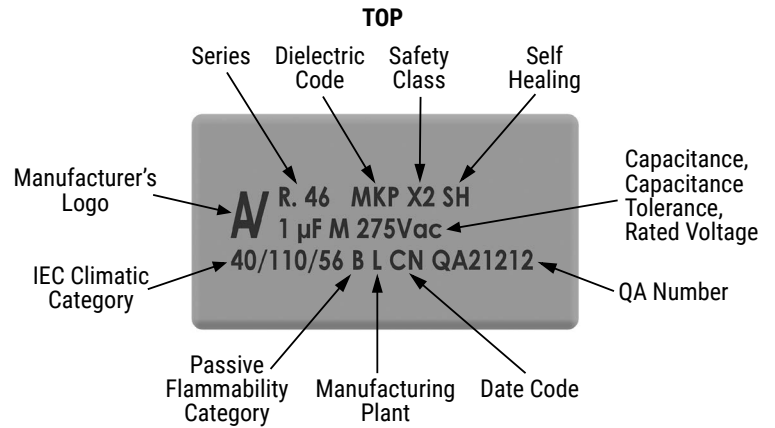 TOP
Series
Dielectric
Code
Safety
Class
Self
Healing
Manufacturer's
Logo
R. 46 MKP X2 SH
1 µF M 275Vac
40/110/56 B L CN QA21212
Capacitance,
Capacitance
Tolerance,
Rated Voltage
IEC Climatic
Category
QA Number
Passive
Flammability
Category
Manufacturing
Plant
Date Code